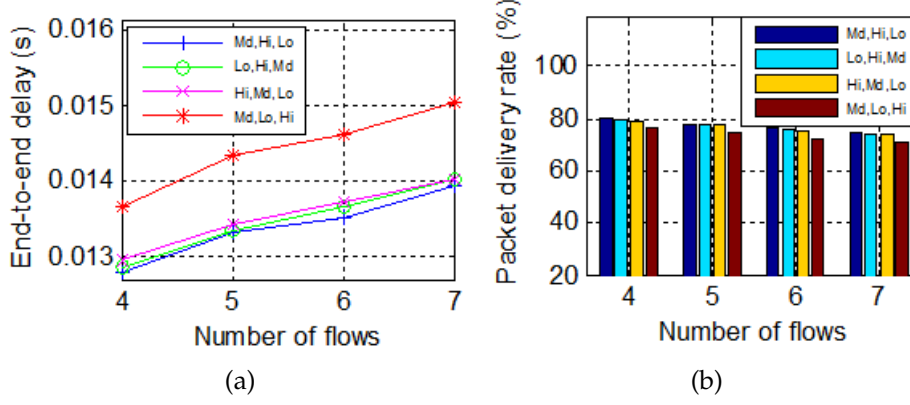 0.016
0.015
0.014
0.013
End-to-end delay (s)
Md,Hi,Lo
Lo,Hi,Md
Hi,Md,Lo
Md,Lo,Hi
4 5 6 7
Number of flows
(a)
100
80
60
40
20
Packet delivery rate (%)
Md,Hi,Lo
Lo,Hi,Md
Hi,Md,Lo
Md,Lo,Hi
4 5 6 7
Number of flows
(b)